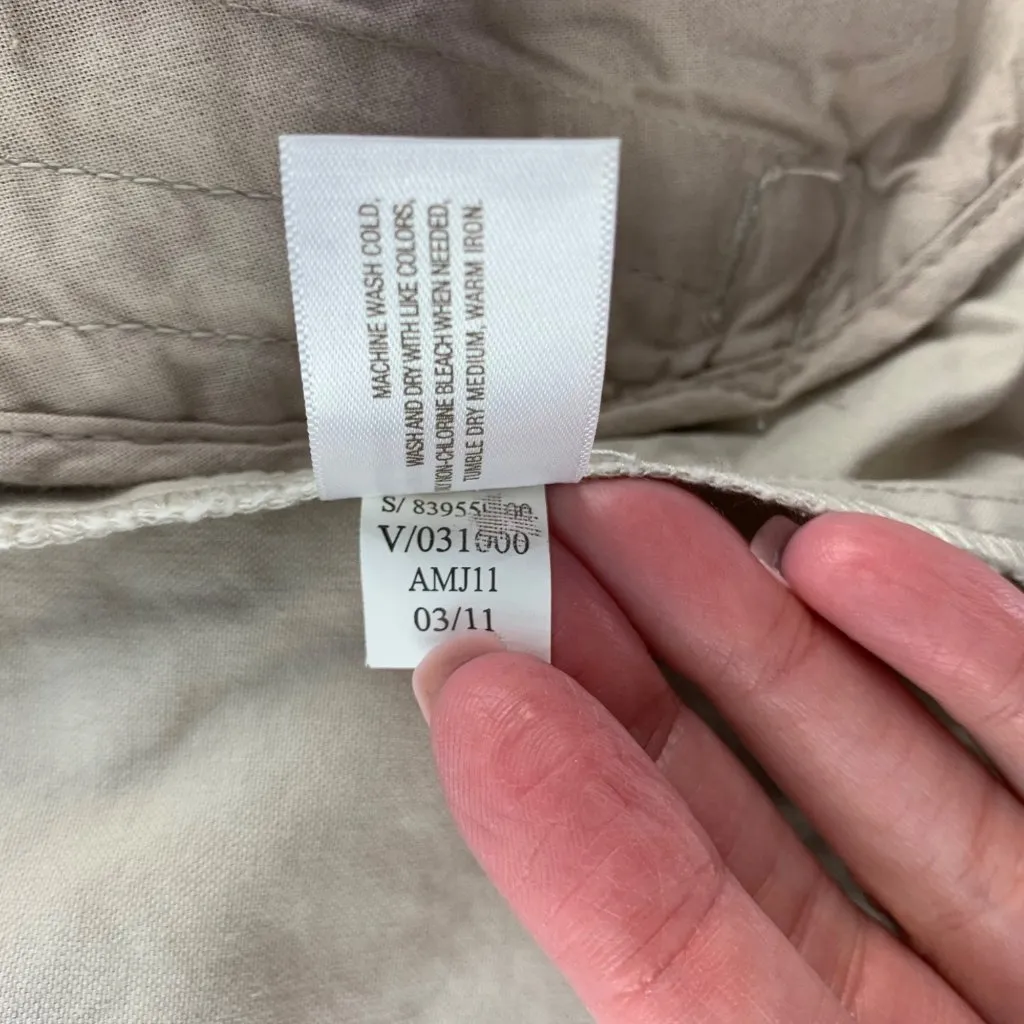 MACHINE WASH COLD,
WASH AND DRY WITH LIKE COLORS,
NON-CHLORINE BLEACH WHEN NEEDED,
TUMBLE DRY MEDIUM, WARM IRON.
S/
V/031000
AMJ11
03/11